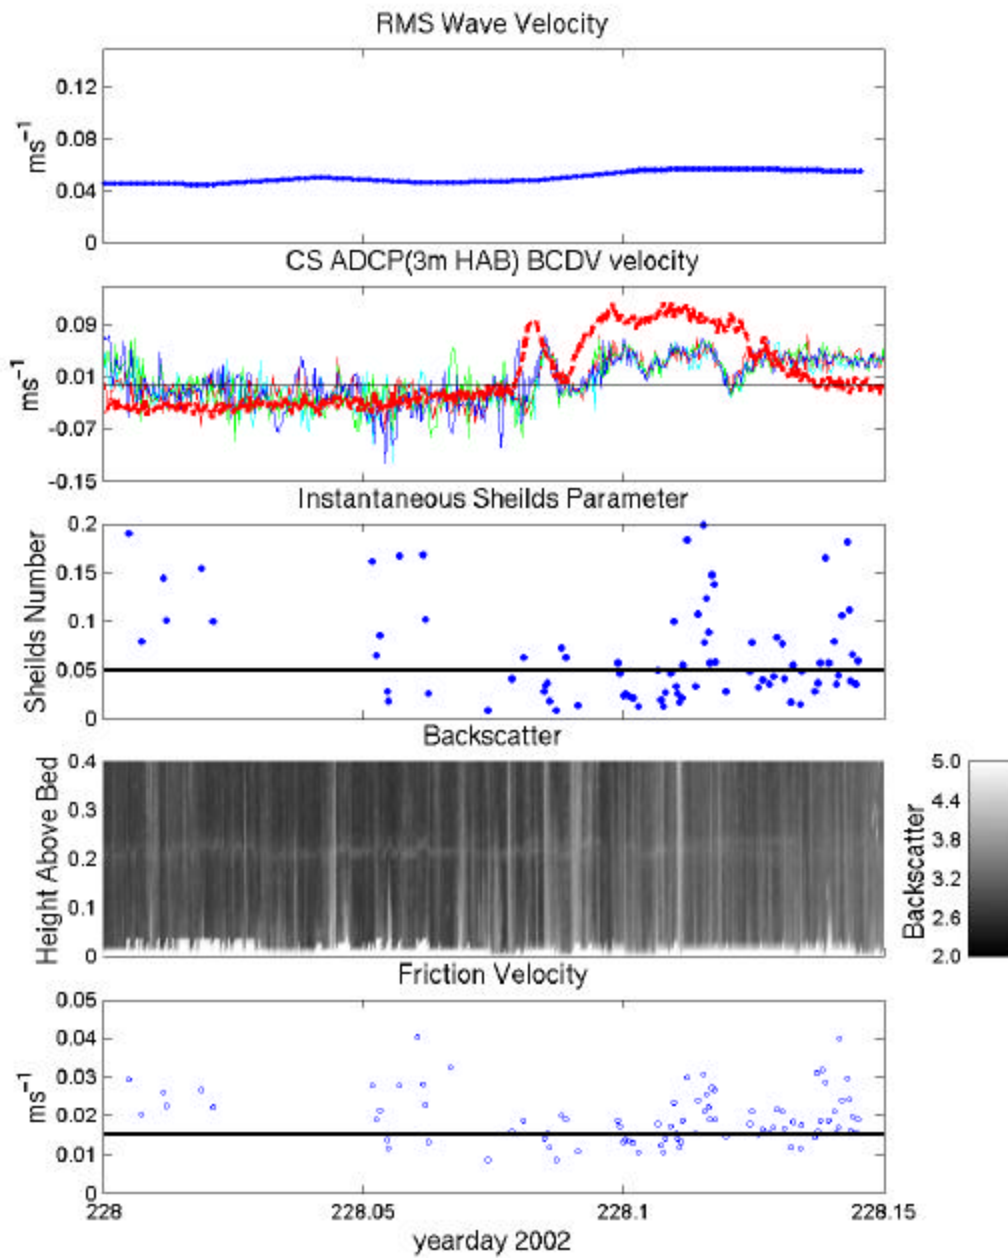 RMS Wave Velocity
0.12
0.08
0.04
0
ms⁻¹
CS ADCP(3m HAB) BCDV velocity
0.09
0.01
-0.07
-0.15
ms⁻¹
Instantaneous Sheilds Parameter
0.2
0.15
0.1
0.05
0
Sheilds Number
Backscatter
0.4
0.3
0.2
0.1
0
Height Above Bed
5.0
4.4
3.8
3.2
2.6
2.0
Backscatter
Friction Velocity
0.05
0.04
0.03
0.02
0.01
0
ms⁻¹
228 228.05 228.1 228.15
yearday 2002